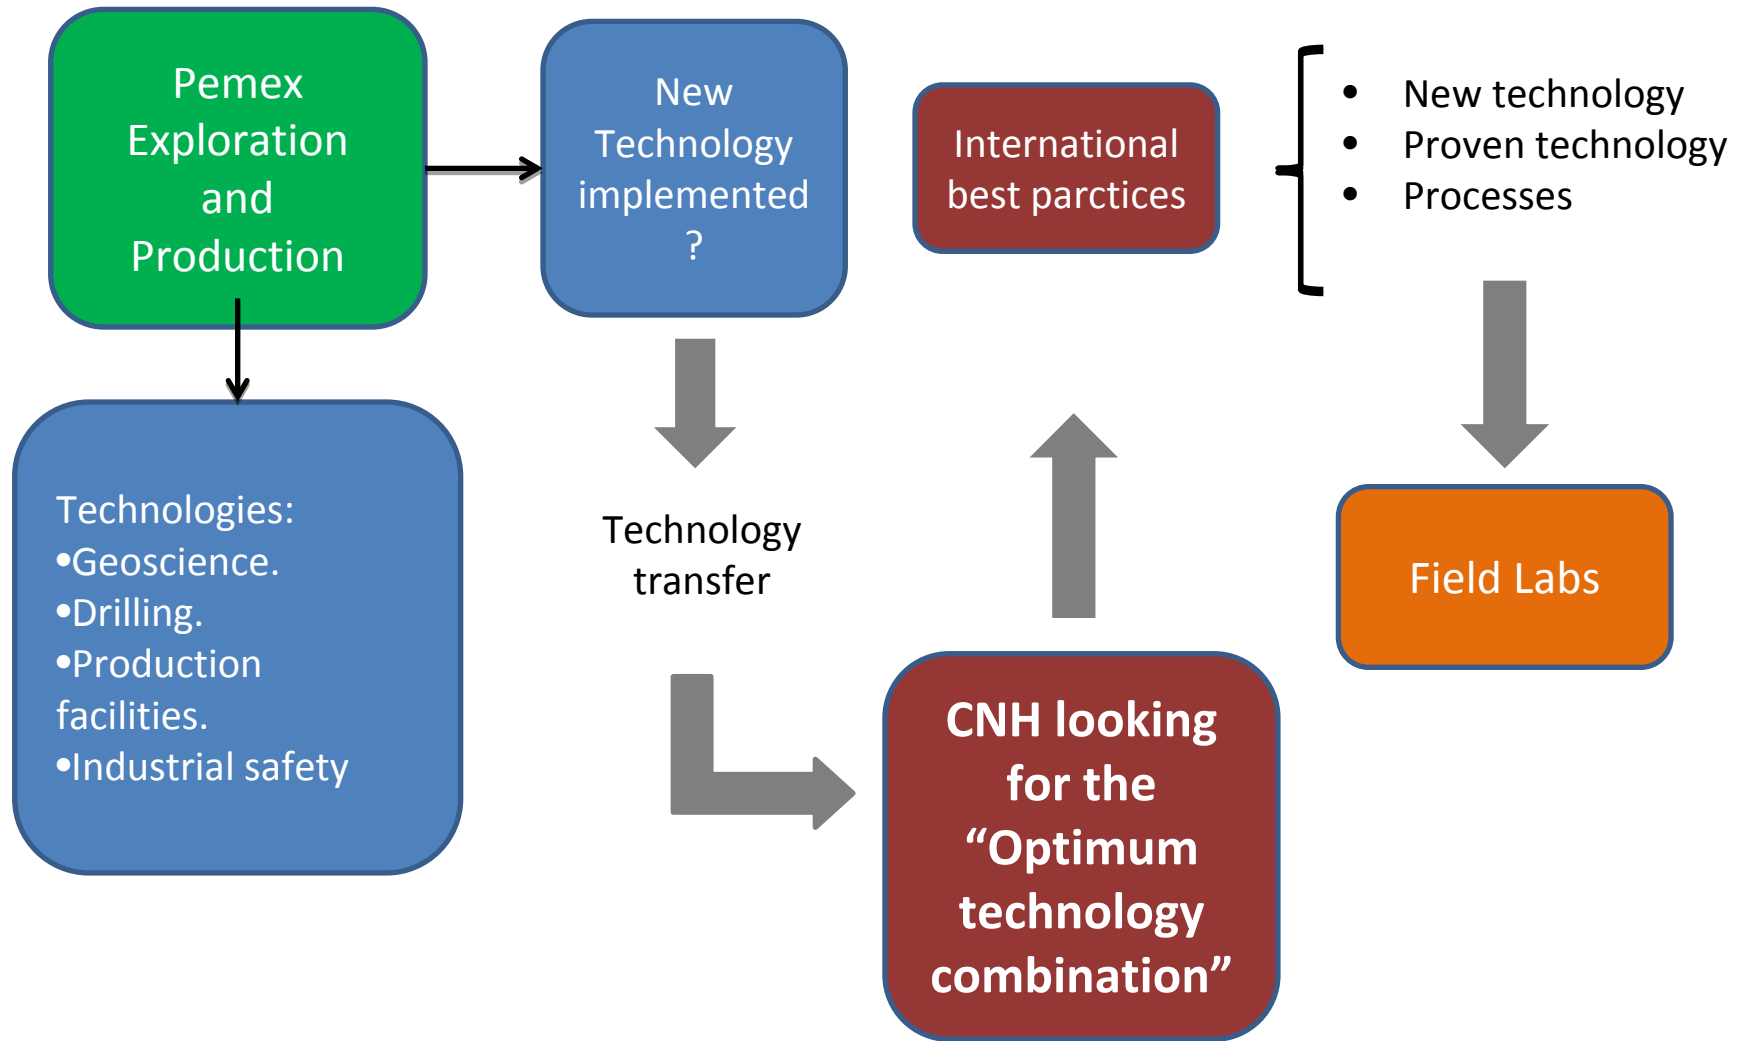 Pemex
Exploration
and
Production
New
Technology
implemented
?
International
best parctices
• New technology
• Proven technology
• Processes
Technologies:
•Geoscience.
•Drilling.
•Production
facilities.
•Industrial safety
Technology
transfer
CNH looking
for the
“Optimum
technology
combination”
Field Labs